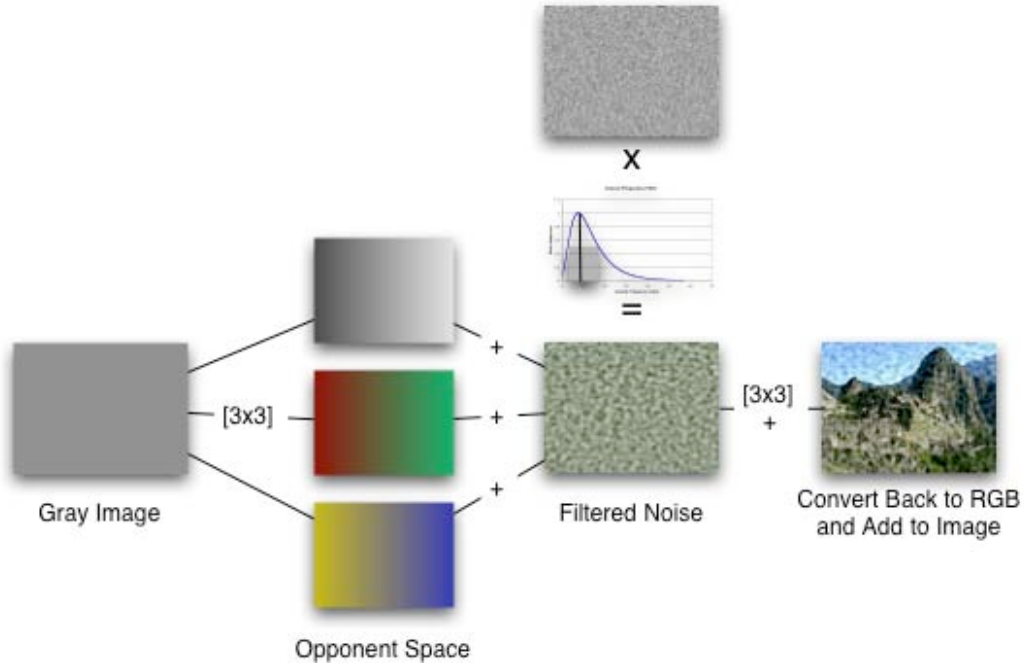 X
=
+
[3x3]
+
+
[3x3]
+
Gray Image
Filtered Noise
Convert Back to RGB
and Add to Image
Opponent Space